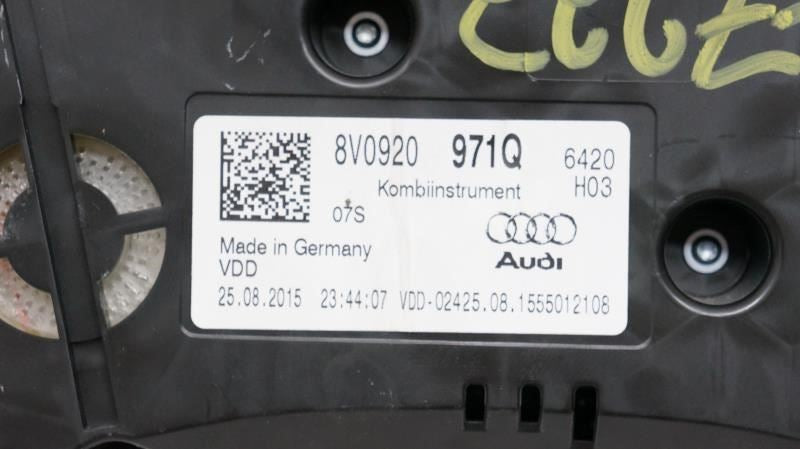 8V0920 971Q 6420
Kombiinstrument H03
07S
Made in Germany
VDD
Audi
25.08.2015 23:44:07 VDD-02425.08.1555012108